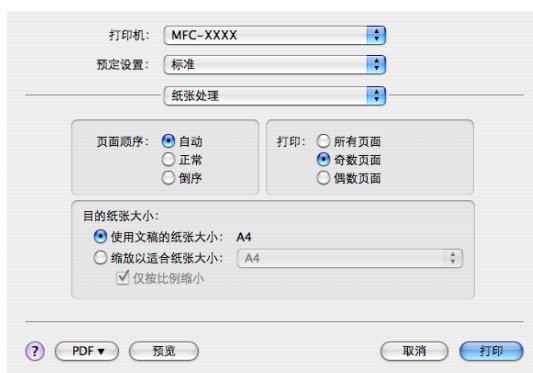 打印机: MFC-XXXX
预定设置: 标准
纸张处理
页面顺序: 自动
正常
倒序
打印: 所有页面
奇数页面
偶数页面
目的纸张大小:
使用文稿的纸张大小: A4
缩放以适合纸张大小: A4
仅按比例缩小
? PDF▼ 预览 取消 打印